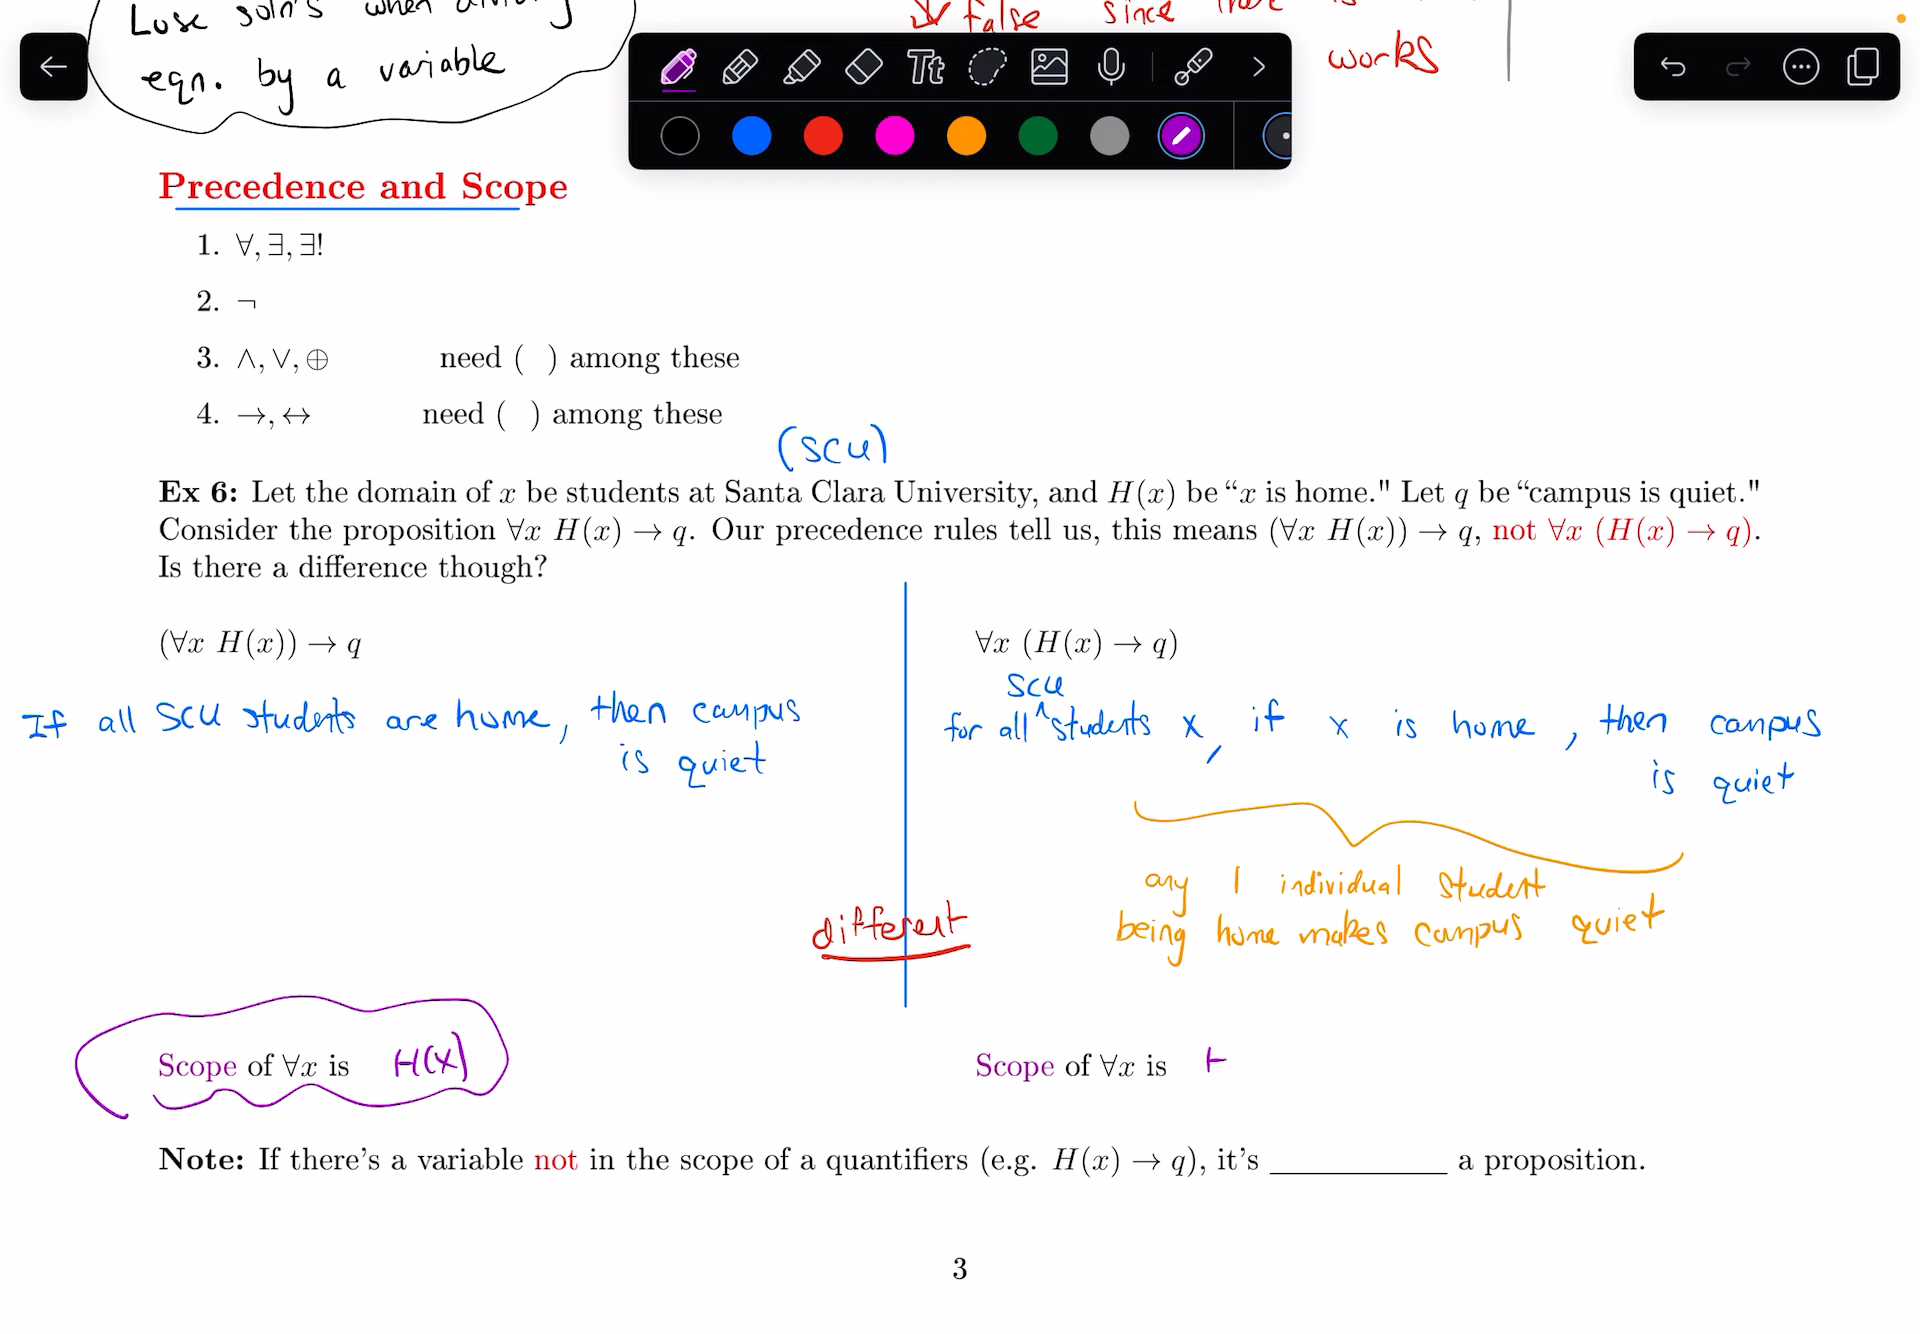 Lose soln's when
false since
eqn. by a variable
works
Tt
Precedence and Scope
1. ∀, ∃, ∃!
2. ¬
3. ∧, ∨, ⊕ need ( ) among these
4. →, ↔ need ( ) among these
(SCU)
Ex 6: Let the domain of x be students at Santa Clara University, and H(x) be “x is home." Let q be “campus is quiet."
Consider the proposition ∀x H(x) → q. Our precedence rules tell us, this means (∀x H(x)) → q, not ∀x (H(x) → q).
Is there a difference though?
(∀x H(x)) → q
If all SCU students are home, then campus
is quiet
∀x (H(x) → q)
SCU
for all ^ students x, if x is home, then campus
is quiet
any 1 individual student
being home makes campus quiet
different
Scope of ∀x is H(x)
Scope of ∀x is
Note: If there's a variable not in the scope of a quantifiers (e.g. H(x) → q), it's __________ a proposition.
3